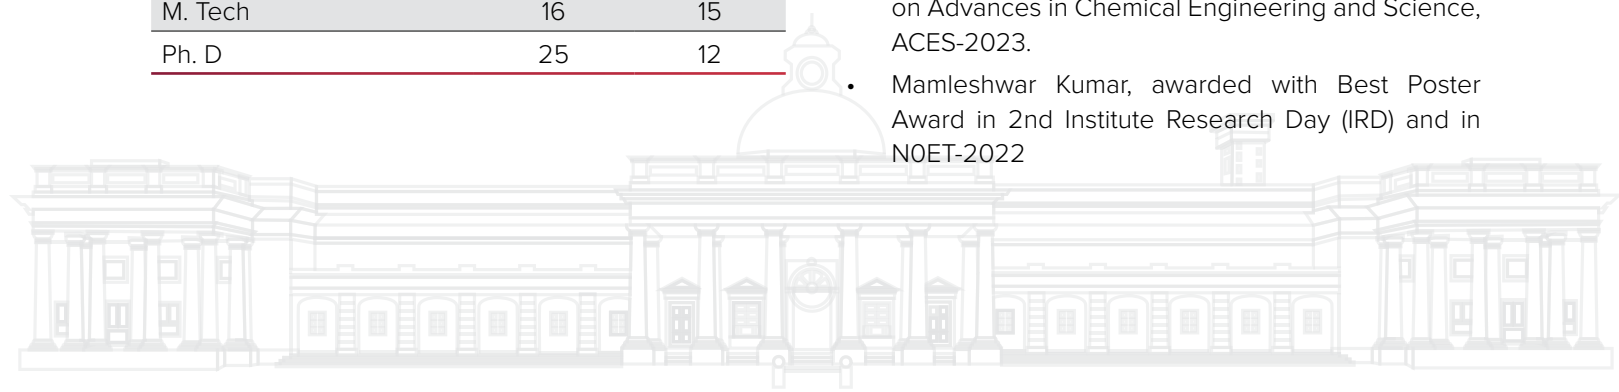 M. Tech 16 15
Ph. D 25 12
on Advances in Chemical Engineering and Science,
ACES-2023.
• Mamleshwar Kumar, awarded with Best Poster
Award in 2nd Institute Research Day (IRD) and in
N0ET-2022